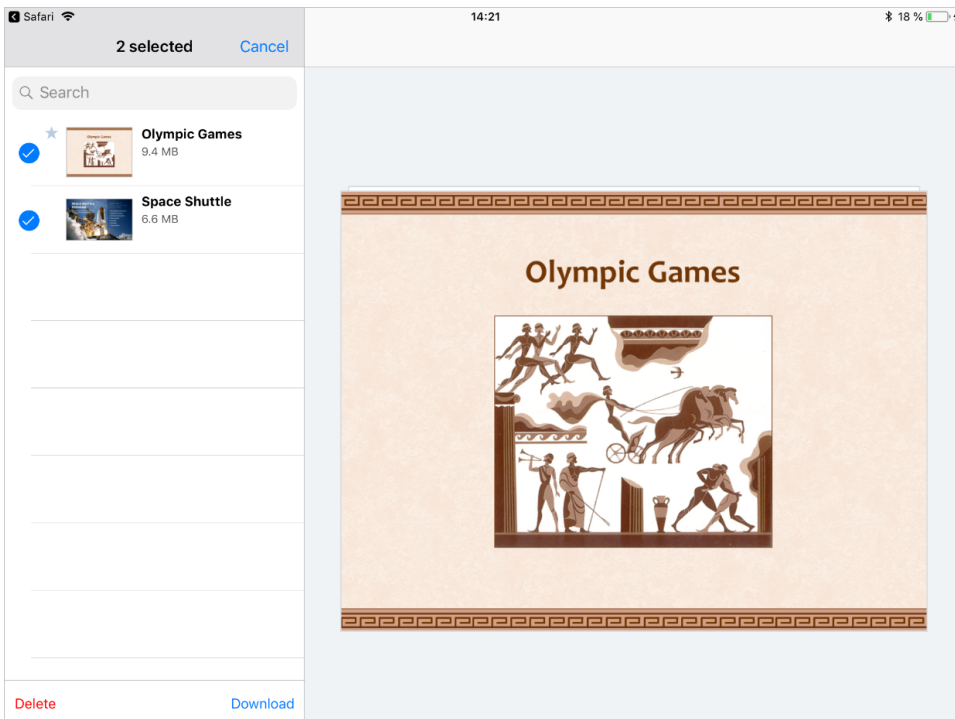 Safari
14:21
18 %
2 selected
Cancel
Search
Olympic Games
9.4 MB
Space Shuttle
6.6 MB
Olympic Games
Delete
Download